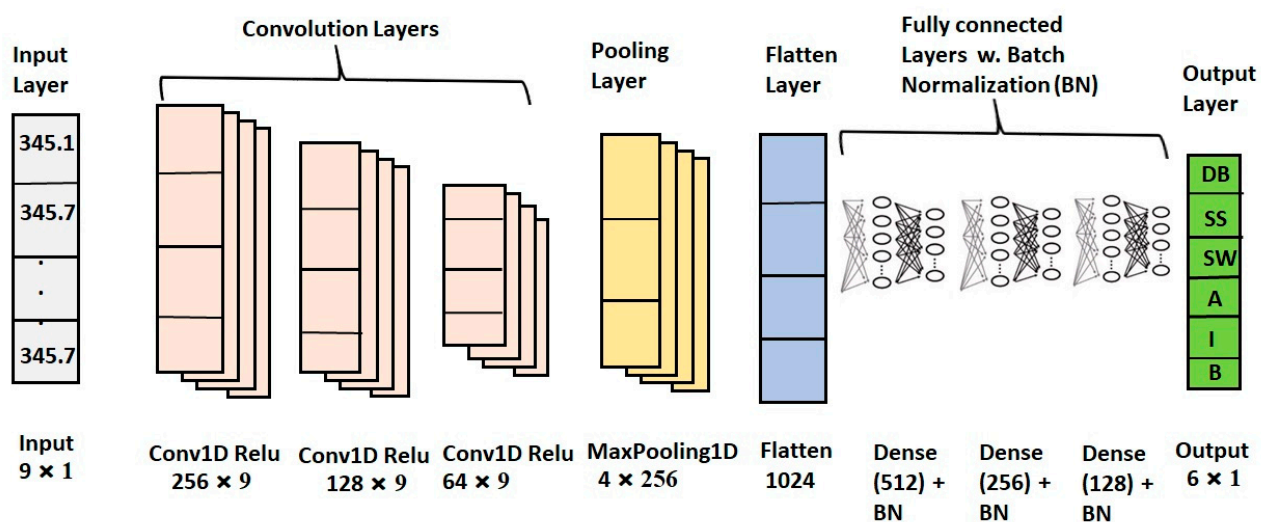 Input
Layer
345.1
345.7
.
.
.
345.7
Input
9 × 1
Convolution Layers
Conv1D Relu
256 × 9
Conv1D Relu
128 × 9
Conv1D Relu
64 × 9
Pooling
Layer
MaxPooling1D
4 × 256
Flatten
Layer
Flatten
1024
Fully connected
Layers w. Batch
Normalization (BN)
Dense
(512) +
BN
Dense
(256) +
BN
Dense
(128) +
BN
Output
Layer
DB
SS
SW
A
I
B
Output
6 × 1